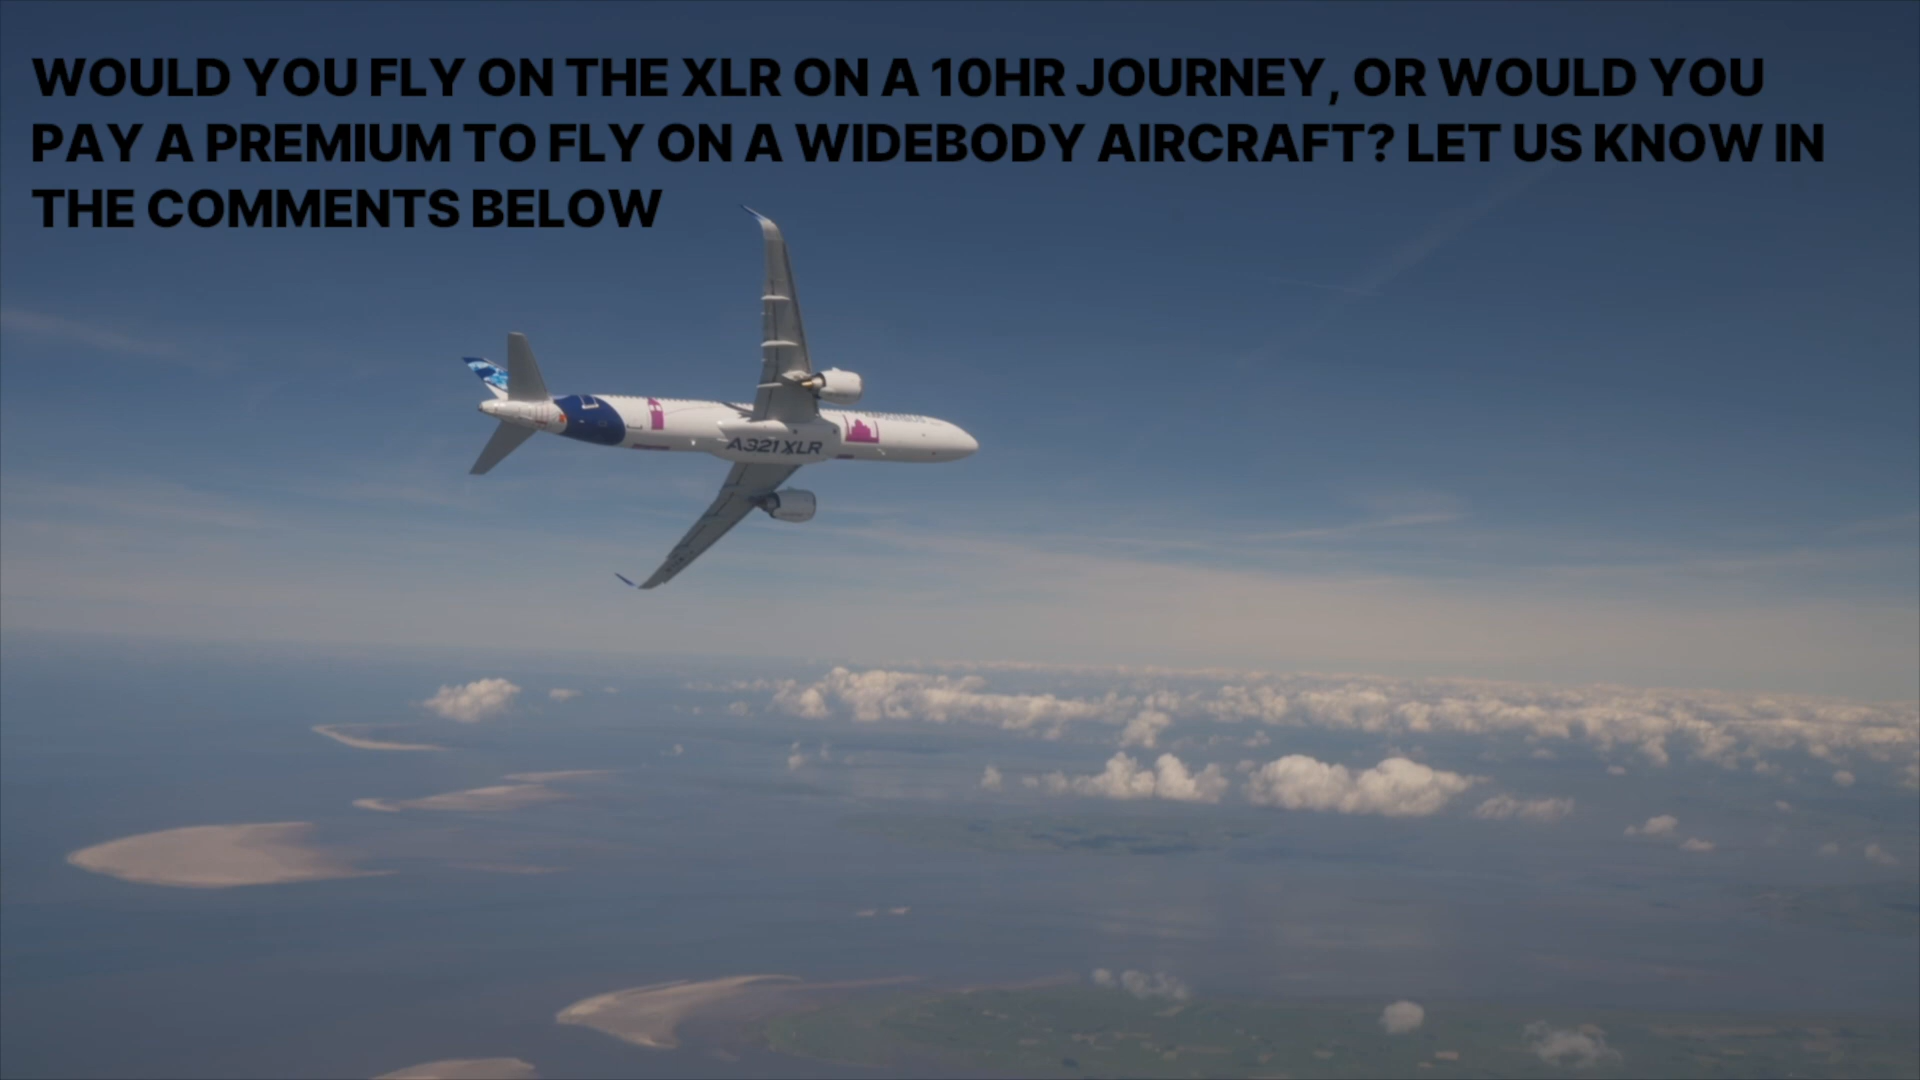 WOULD YOU FLY ON THE XLR ON A 10HR JOURNEY, OR WOULD YOU
PAY A PREMIUM TO FLY ON A WIDEBODY AIRCRAFT? LET US KNOW IN
THE COMMENTS BELOW
A321XLR